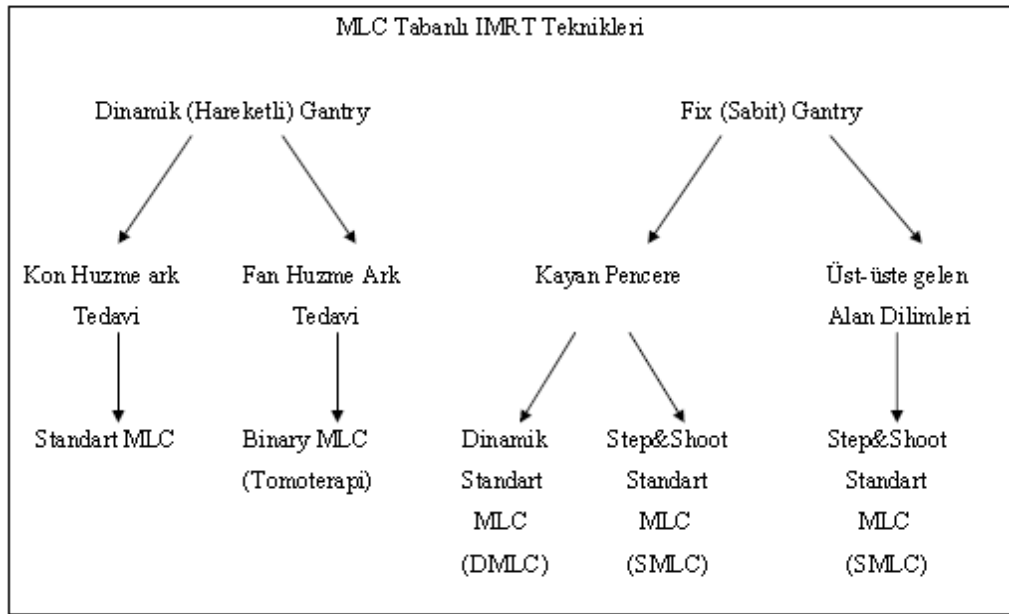 MLC Tabanlı IMRT Teknikleri
Dinamik (Hareketli) Gantry
Fix (Sabit) Gantry
Kon Huzme ark
Tedavi
Fan Huzme Ark
Tedavi
Kayan Pencere
Üst-üste gelen
Alan Dilimleri
Standart MLC
Binary MLC
(Tomoterapi)
Dinamik
Standart
MLC
(DMLC)
Step&Shoot
Standart
MLC
(SMLC)
Step&Shoot
Standart
MLC
(SMLC)